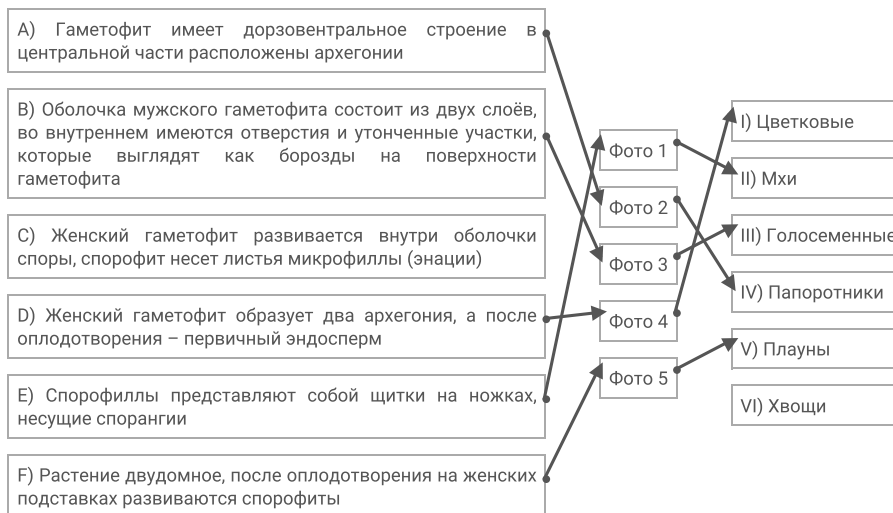 A) Гаметофит имеет дорзовентральное строение в
центральной части расположены архегонии
B) Оболочка мужского гаметофита состоит из двух слоёв,
во внутреннем имеются отверстия и утонченные участки,
которые выглядят как борозды на поверхности
гаметофита
C) Женский гаметофит развивается внутри оболочки
споры, спорофит несет листья микрофиллы (энации)
D) Женский гаметофит образует два архегония, а после
оплодотворения – первичный эндосперм
E) Спорофиллы представляют собой щитки на ножках,
несущие спорангии
F) Растение двудомное, после оплодотворения на женских
подставках развиваются спорофиты
Фото 1
Фото 2
Фото 3
Фото 4
Фото 5
I) Цветковые
II) Мхи
III) Голосеменные
IV) Папоротники
V) Плауны
VI) Хвощи